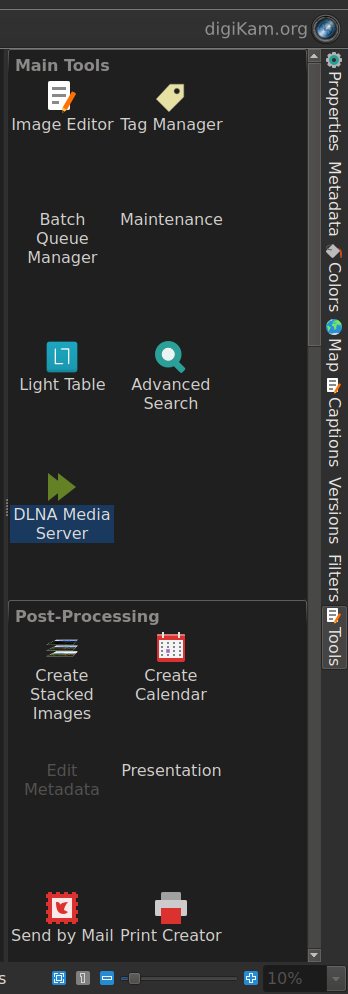 digiKam.org
Main Tools
Image Editor Tag Manager
Batch Queue Manager Maintenance
Light Table Advanced Search
DLNA Media Server
Post-Processing
Create Stacked Images Create Calendar
Edit Metadata Presentation
Send by Mail Print Creator
Properties
Metadata
Colors
Map
Captions
Versions
Filters
Tools
s
1
10%